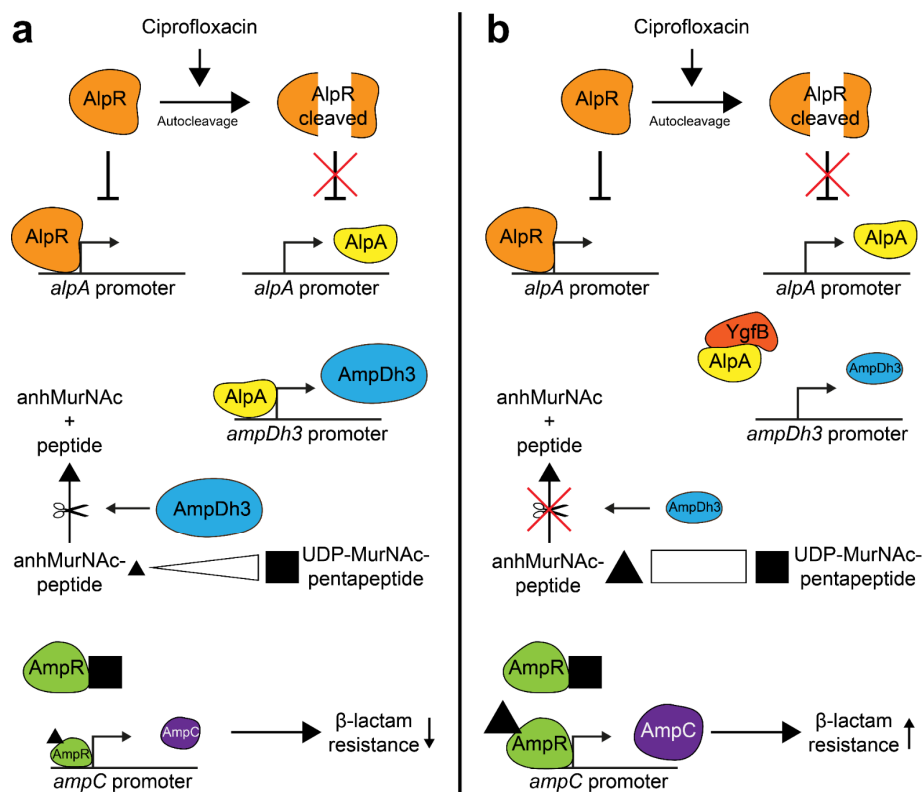 a
Ciprofloxacin
AlpR
Autocleavage
AlpR
cleaved
AlpR
alpA promoter
AlpA
alpA promoter
AlpA
AmpDh3
ampDh3 promoter
anhMurNAc
+
peptide
AmpDh3
anhMurNAc-
peptide
UDP-MurNAc-
pentapeptide
AmpR
AmpR
AmpC
ampC promoter
β-lactam
resistance
b
Ciprofloxacin
AlpR
Autocleavage
AlpR
cleaved
AlpR
alpA promoter
AlpA
alpA promoter
YgfB
AlpA
AmpDh3
ampDh3 promoter
anhMurNAc
+
peptide
AmpDh3
anhMurNAc-
peptide
UDP-MurNAc-
pentapeptide
AmpR
AmpR
AmpC
ampC promoter
β-lactam
resistance